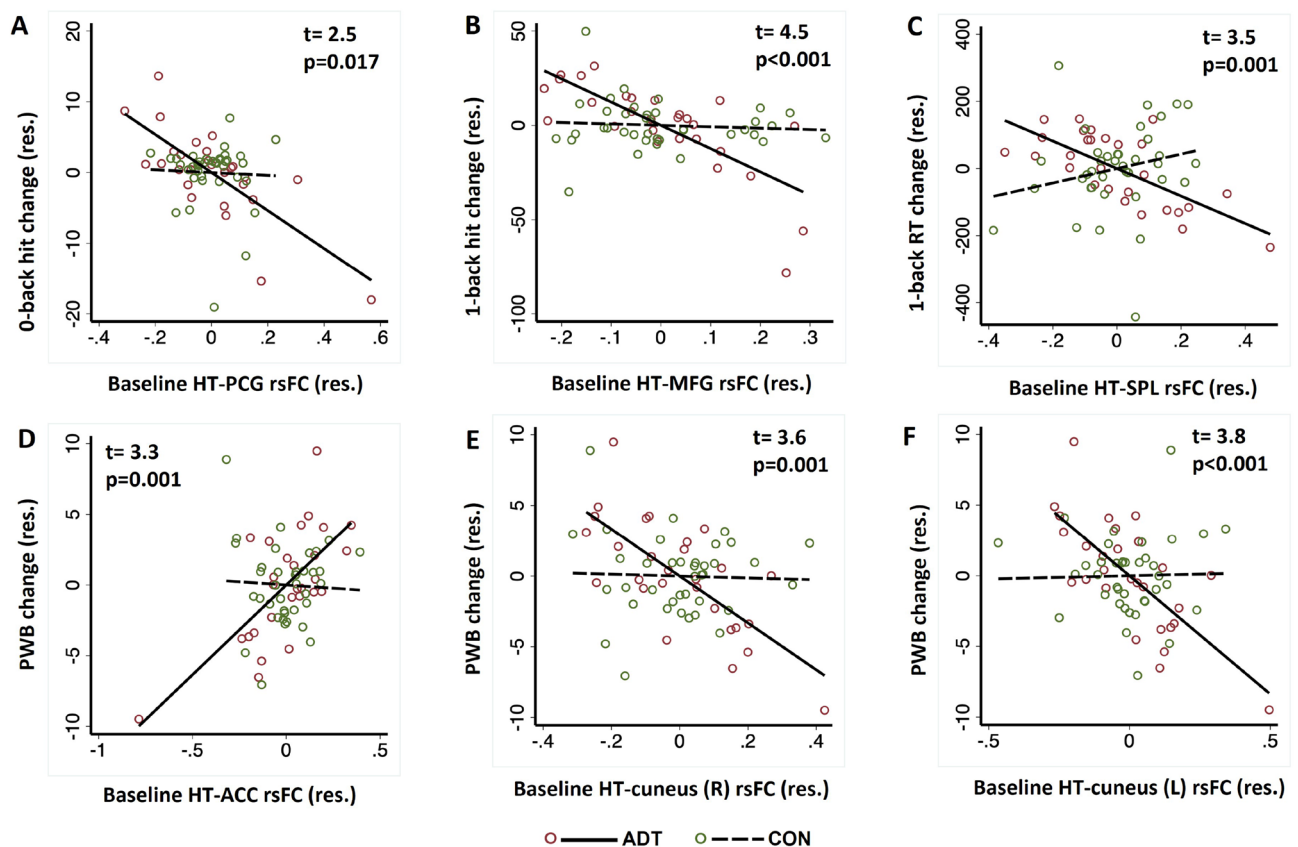 A
t= 2.5
p=0.017
0-back hit change (res.)
20
10
0
-10
-20
-.4
-.2
0
.2
.4
.6
Baseline HT-PCG rsFC (res.)
B
t= 4.5
p<0.001
1-back hit change (res.)
50
0
-50
-100
-.2
-.1
0
.1
.2
.3
Baseline HT-MFG rsFC (res.)
C
t= 3.5
p=0.001
1-back RT change (res.)
400
200
0
-200
-400
-.4
-.2
0
.2
.4
Baseline HT-SPL rsFC (res.)
D
t= 3.3
p=0.001
PWB change (res.)
10
5
0
-5
-10
-1
-.5
0
.5
Baseline HT-ACC rsFC (res.)
E
t= 3.6
p=0.001
PWB change (res.)
10
5
0
-5
-10
-.4
-.2
0
.2
.4
Baseline HT-cuneus (R) rsFC (res.)
F
t= 3.8
p<0.001
PWB change (res.)
10
5
0
-5
-10
-.5
0
.5
Baseline HT-cuneus (L) rsFC (res.)
ADT
CON